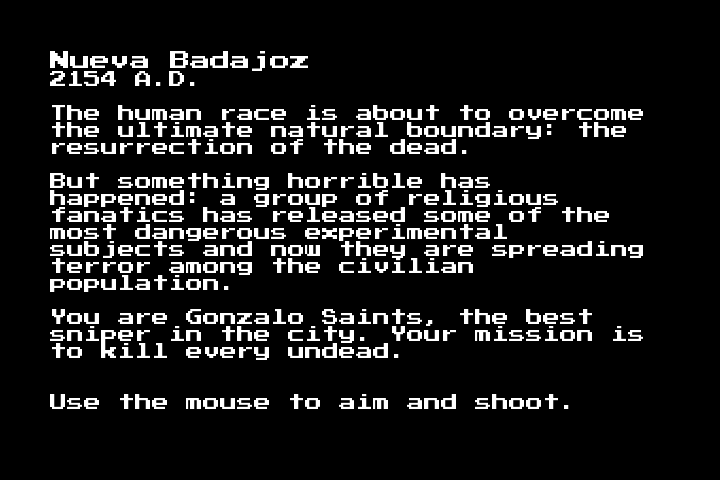 Nueva Badajoz
2154 A.D.
The human race is about to overcome
the ultimate natural boundary: the
resurrection of the dead.
But something horrible has
happened: a group of religious
fanatics has released some of the
most dangerous experimental
subjects and now they are spreading
terror among the civilian
population.
You are Gonzalo Saints, the best
sniper in the city. Your mission is
to kill every undead.
Use the mouse to aim and shoot.